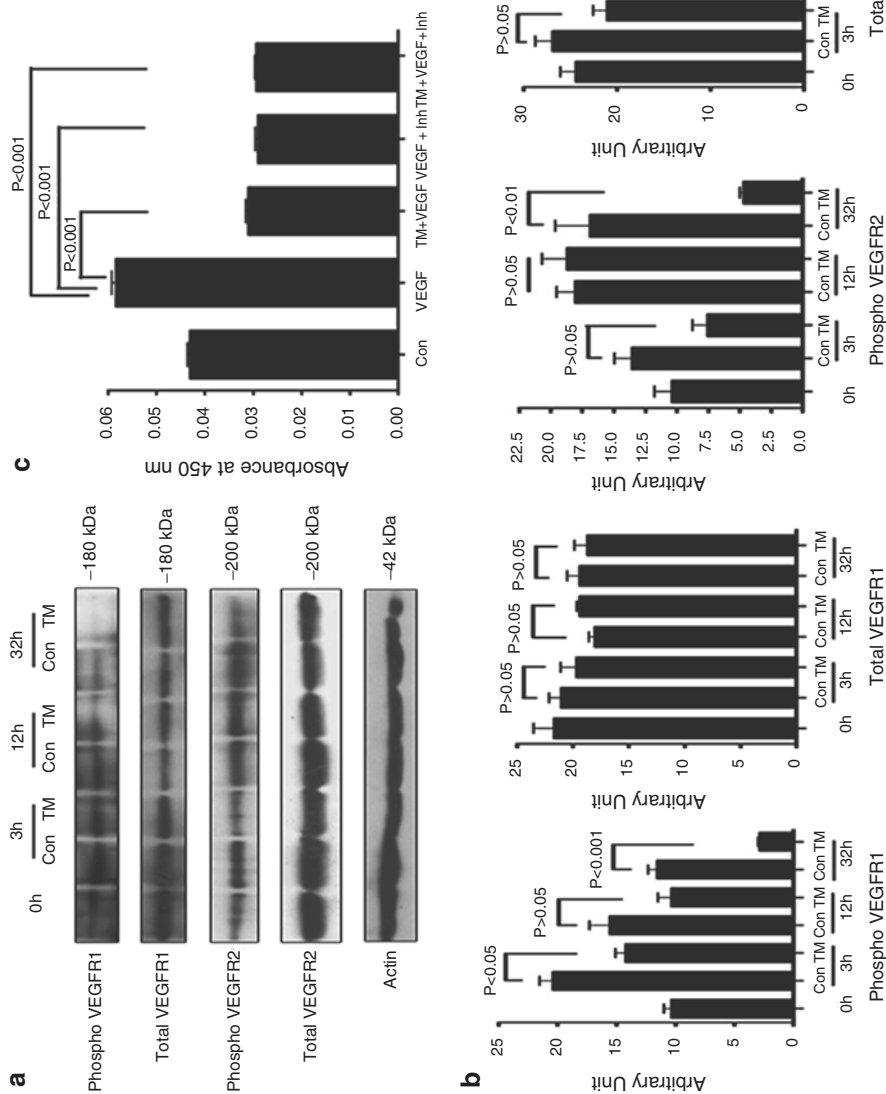 a
0h
3h
12h
32h
Con TM
Con TM
Con TM
Phospho VEGFR1
–180 kDa
Total VEGFR1
–180 kDa
Phospho VEGFR2
–200 kDa
Total VEGFR2
–200 kDa
Actin
–42 kDa
c
P<0.001
P<0.001
P<0.001
0.06
0.05
0.04
0.03
0.02
0.01
0.00
Absorbance at 450 nm
Con
VEGF
TM+VEGF
VEGF + Inh
TM + VEGF + Inh
b
P<0.05
P>0.05
P<0.001
25
20
15
10
5
0
Arbitrary Unit
0h
Con TM
Con TM
Con TM
3h
12h
32h
Phospho VEGFR1
P>0.05
P>0.05
P>0.05
25
20
15
10
5
0
Arbitrary Unit
0h
Con TM
Con TM
Con TM
3h
12h
32h
Total VEGFR1
P>0.05
P>0.05
P<0.01
22.5
20.0
17.5
15.0
12.5
10.0
7.5
5.0
2.5
0.0
Arbitrary Unit
0h
Con TM
Con TM
Con TM
3h
12h
32h
Phospho VEGFR2
P>0.05
30
20
10
0
Arbitrary Unit
0h
Con TM
3h
Total